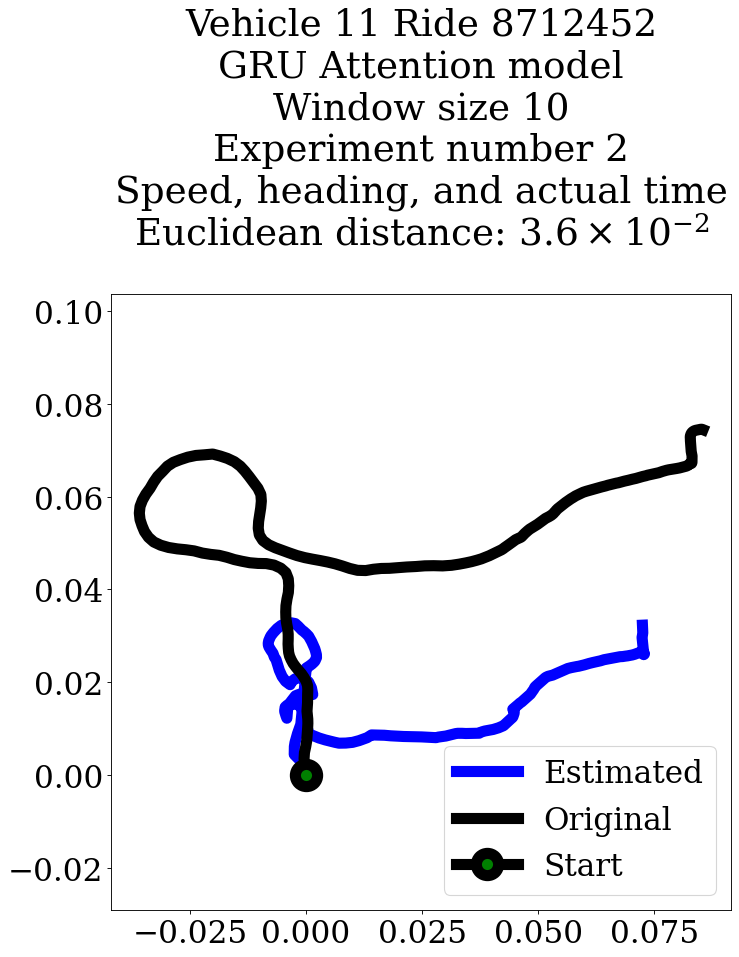 Vehicle 11 Ride 8712452
GRU Attention model
Window size 10
Experiment number 2
Speed, heading, and actual time
Euclidean distance: 3.6 × 10⁻²
0.10
0.08
0.06
0.04
0.02
0.00
−0.02
−0.025 0.000 0.025 0.050 0.075
Estimated
Original
Start